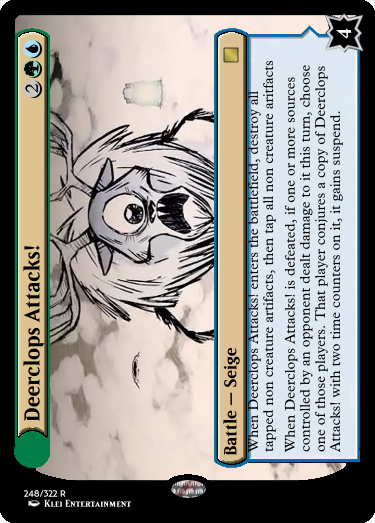 Deerclops Attacks!
2
Battle — Seige
When Deerclops Attacks! enters the battlefield, destroy all
tapped non creature artifacts, then tap all non creature artifacts
When Deerclops Attacks! is defeated, if one or more sources
controlled by an opponent dealt damage to it this turn, choose
one of those players. That player conjures a copy of Deerclops
Attacks! with two time counters on it, it gains suspend.
4
248/322 R
Klei Entertainment